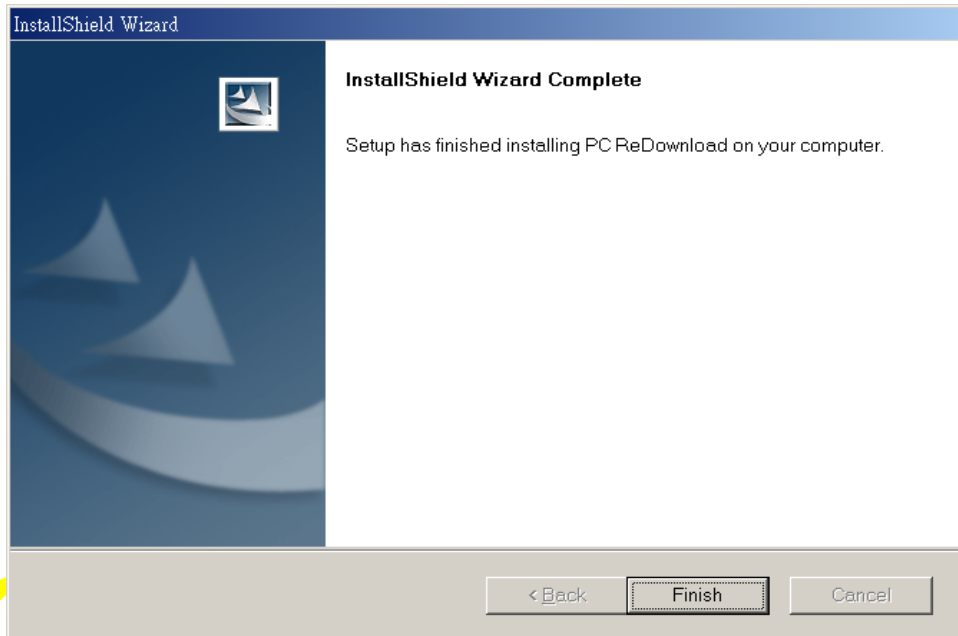 InstallShield Wizard
InstallShield Wizard Complete
Setup has finished installing PC ReDownload on your computer.
< Back
Finish
Cancel